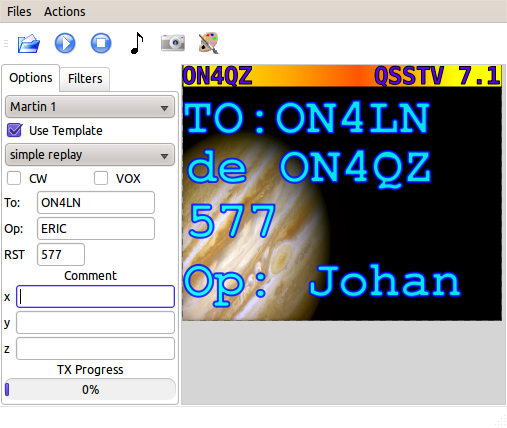 Files Actions
Options Filters
Martin 1
Use Template
simple replay
CW VOX
To: ON4LN
Op: ERIC
RST 577
Comment
x
y
z
TX Progress
0%
ON4QZ QSSTV 7.1
TO:ON4LN
de ON4QZ
577
Op: Johan